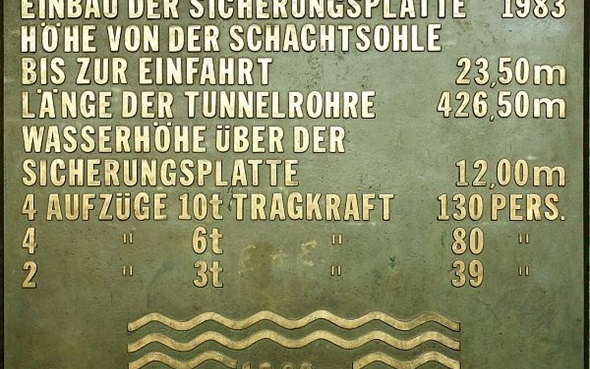 EINBAU DER SICHERUNGSPLATTE 1983
HÖHE VON DER SCHACHTSOHLE
BIS ZUR EINFAHRT 23,50m
LÄNGE DER TUNNELROHRE 426,50m
WASSERHÖHE ÜBER DER
SICHERUNGSPLATTE 12,00m
4 AUFZÜGE 10t TRAGKRAFT 130 PERS.
4 " 6t " 80 "
2 " 3t " 39 "